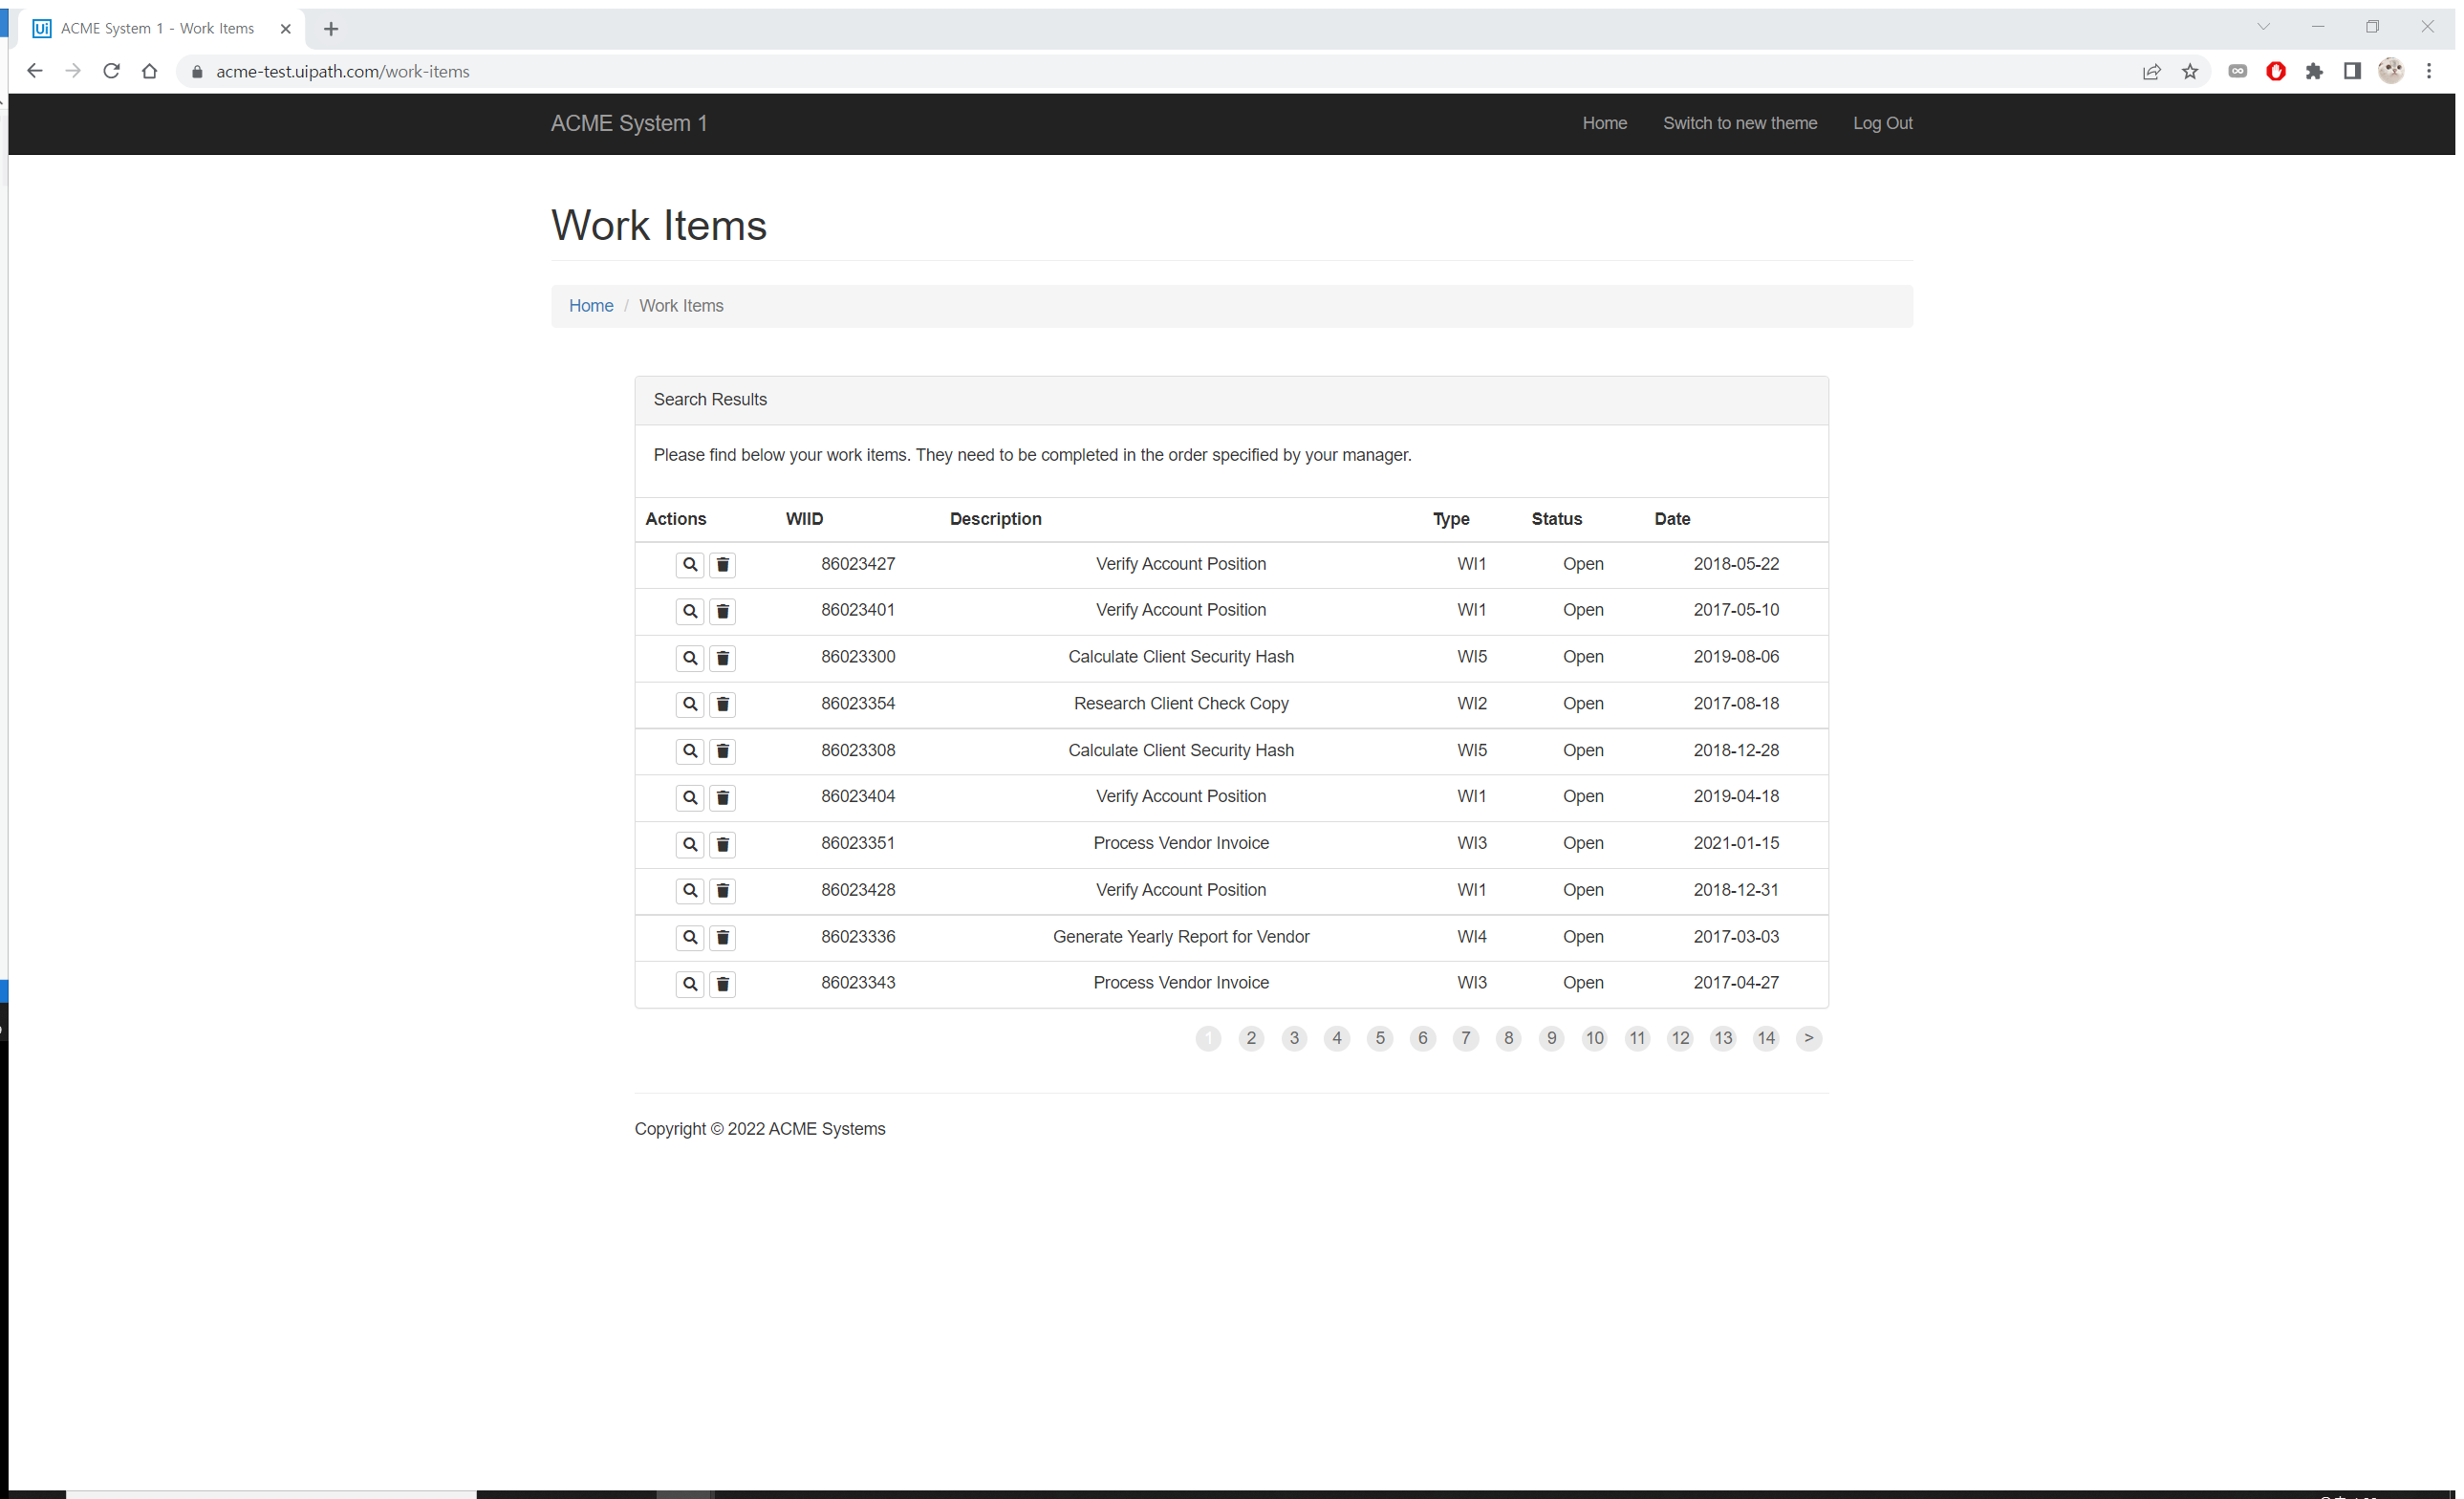 Ui ACME System 1 - Work Items
acme-test.uipath.com/work-items
ACME System 1 Home Switch to new theme Log Out
Work Items
Home / Work Items
Search Results
Please find below your work items. They need to be completed in the order specified by your manager.
Actions WIID Description Type Status Date
86023427 Verify Account Position WI1 Open 2018-05-22
86023401 Verify Account Position WI1 Open 2017-05-10
86023300 Calculate Client Security Hash WI5 Open 2019-08-06
86023354 Research Client Check Copy WI2 Open 2017-08-18
86023308 Calculate Client Security Hash WI5 Open 2018-12-28
86023404 Verify Account Position WI1 Open 2019-04-18
86023351 Process Vendor Invoice WI3 Open 2021-01-15
86023428 Verify Account Position WI1 Open 2018-12-31
86023336 Generate Yearly Report for Vendor WI4 Open 2017-03-03
86023343 Process Vendor Invoice WI3 Open 2017-04-27
1 2 3 4 5 6 7 8 9 10 11 12 13 14 >
Copyright © 2022 ACME Systems